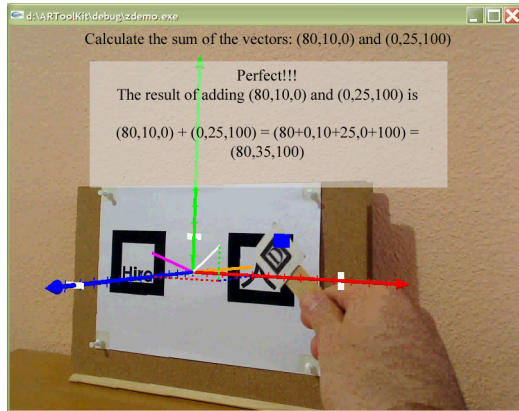 d:\ARToolKit\debug\zdemo.exe
Calculate the sum of the vectors: (80,10,0) and (0,25,100)
Perfect!!!
The result of adding (80,10,0) and (0,25,100) is
(80,10,0) + (0,25,100) = (80+0,10+25,0+100) =
(80,35,100)
Hiro
D